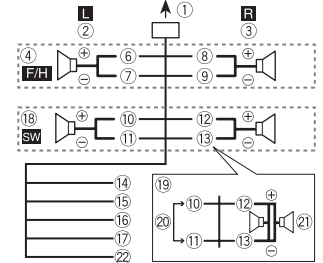 L ① R
② ③
④ ⊕ ⑥ ⑧ ⊕
F/H ⊖ ⑦ ⑨ ⊖
⑱ ⊕ ⑩ ⑫ ⊕
SW ⊖ ⑪ ⑬ ⊖
⑭
⑮
⑯
⑰
㉒
⑲
⑩ ⑫ ⊕
⑳ ㉑
⑪ ⑬ ⊖